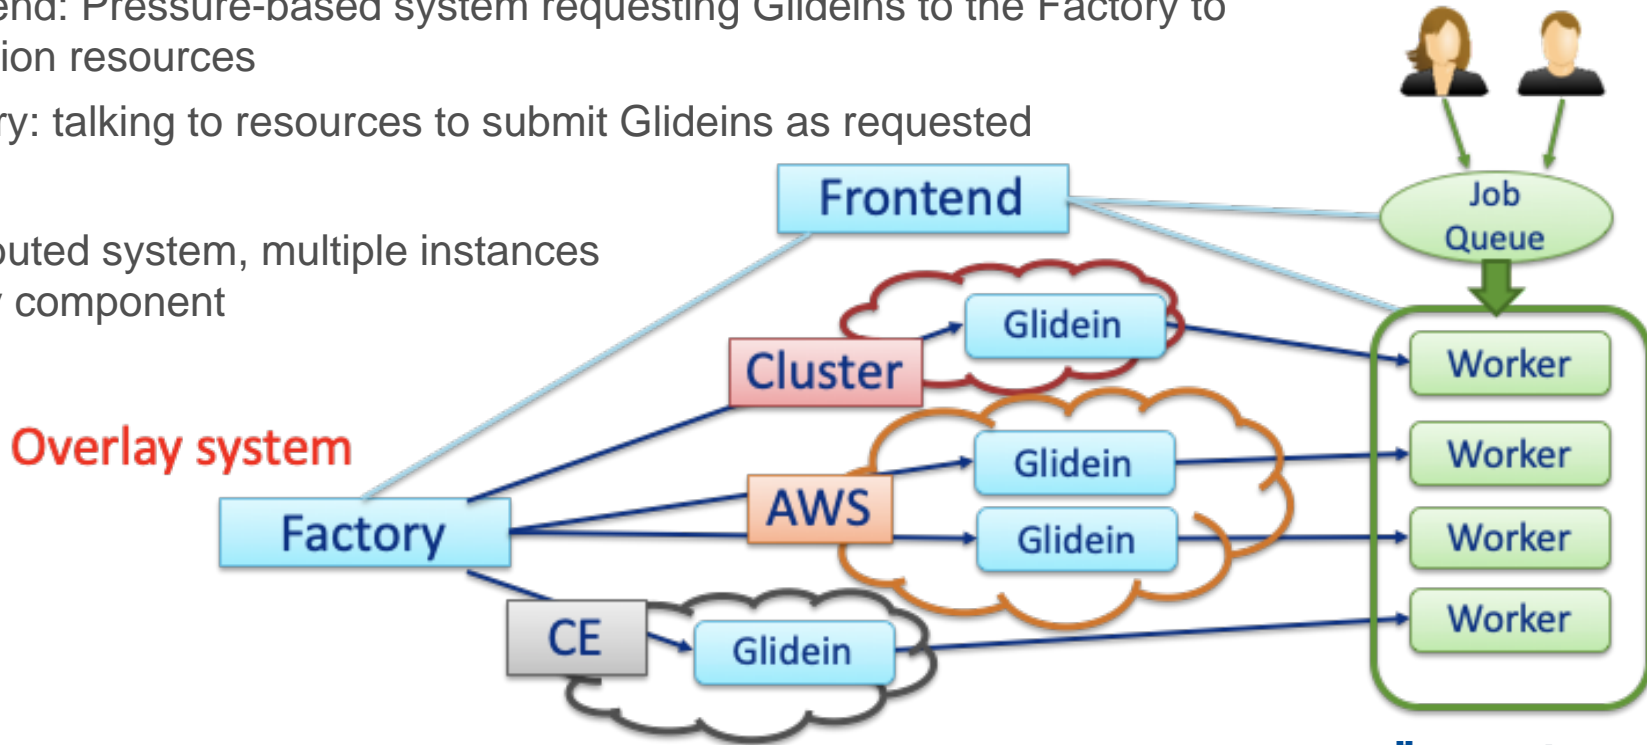 end: Pressure-based system requesting Glideins to the Factory to
ion resources
ry: talking to resources to submit Glideins as requested
outed system, multiple instances
component
Frontend
Job
Queue
Glidein
Cluster
Worker
Overlay system
Glidein
Worker
AWS
Factory
Glidein
Worker
CE
Glidein
Worker